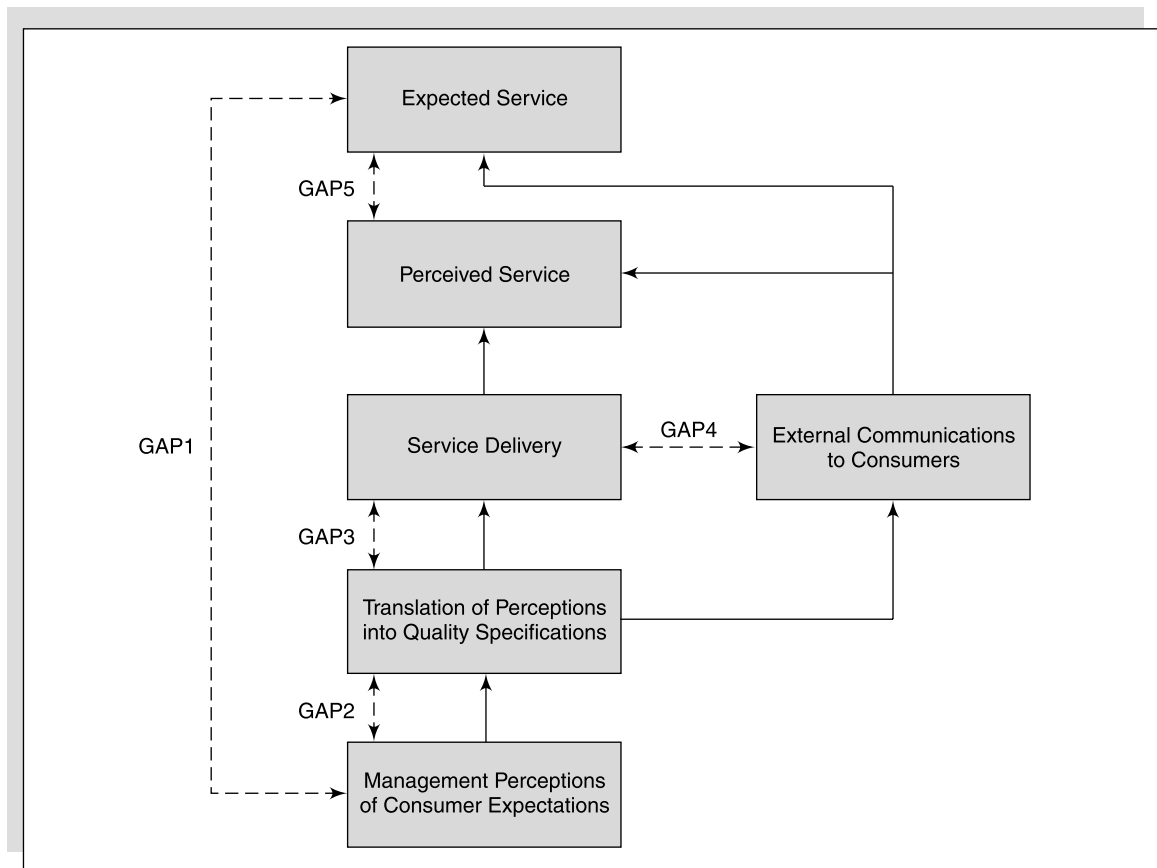 Expected Service
GAP5
Perceived Service
GAP1
Service Delivery
GAP4
External Communications
to Consumers
GAP3
Translation of Perceptions
into Quality Specifications
GAP2
Management Perceptions
of Consumer Expectations